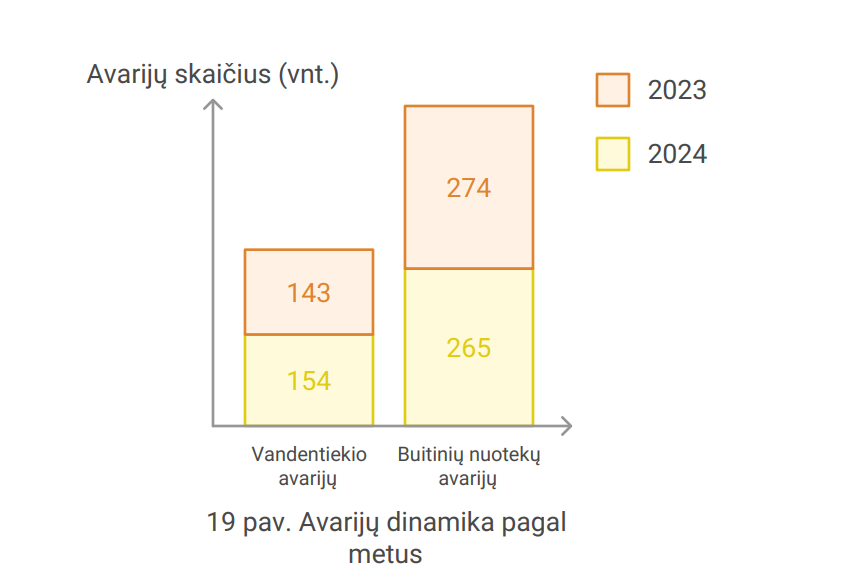 Avarijų skaičius (vnt.)
2023
2024
274
143
265
154
Vandentiekio
avarijų
Buitinių nuotekų
avarijų
19 pav. Avarijų dinamika pagal
metus